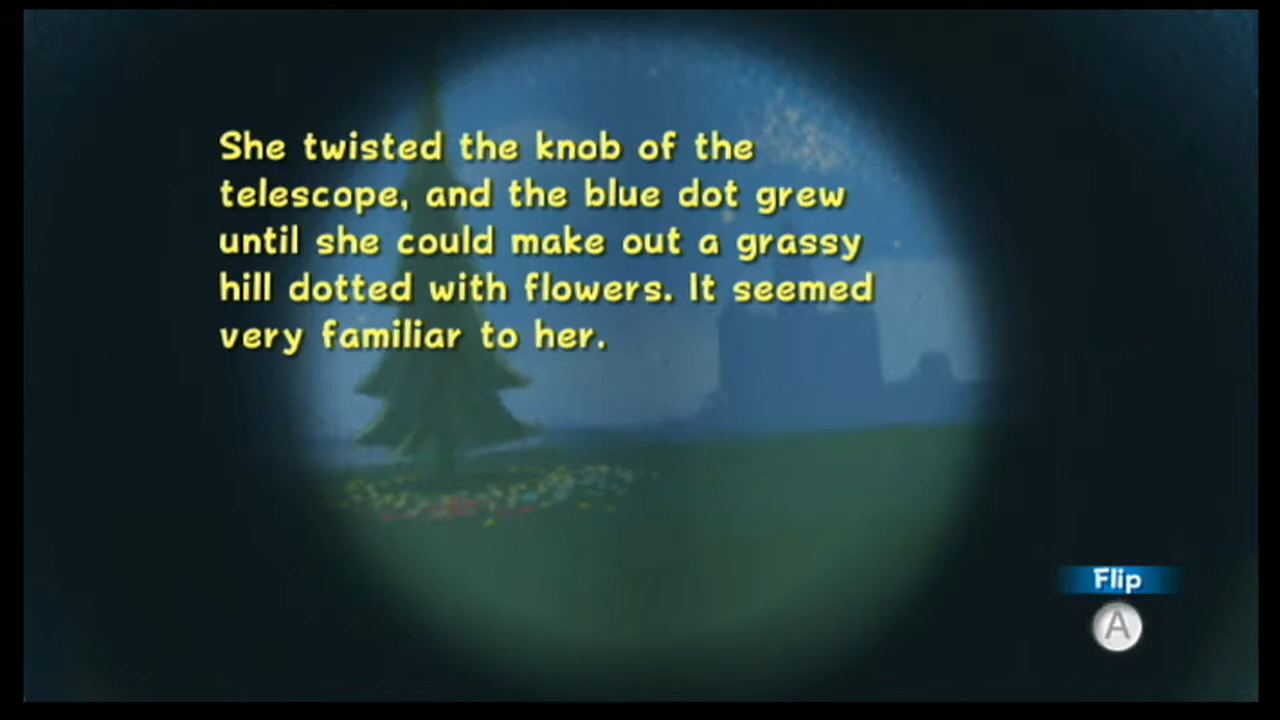 She twisted the knob of the
telescope, and the blue dot grew
until she could make out a grassy
hill dotted with flowers. It seemed
very familiar to her.
Flip
A